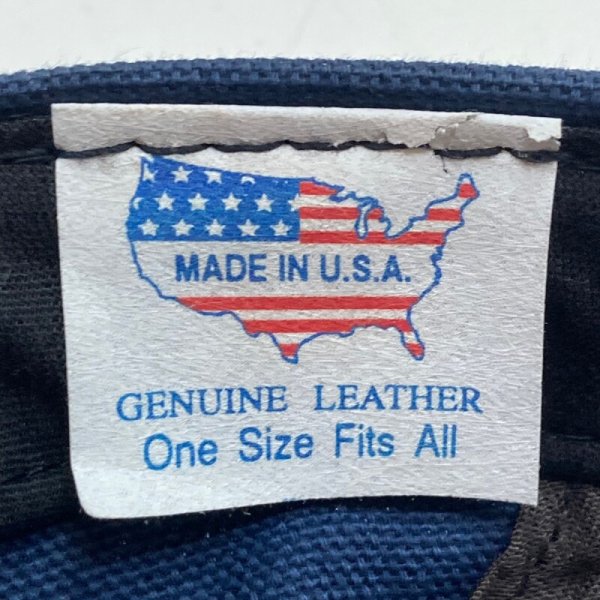 MADE IN U.S.A.
GENUINE LEATHER
One Size Fits All